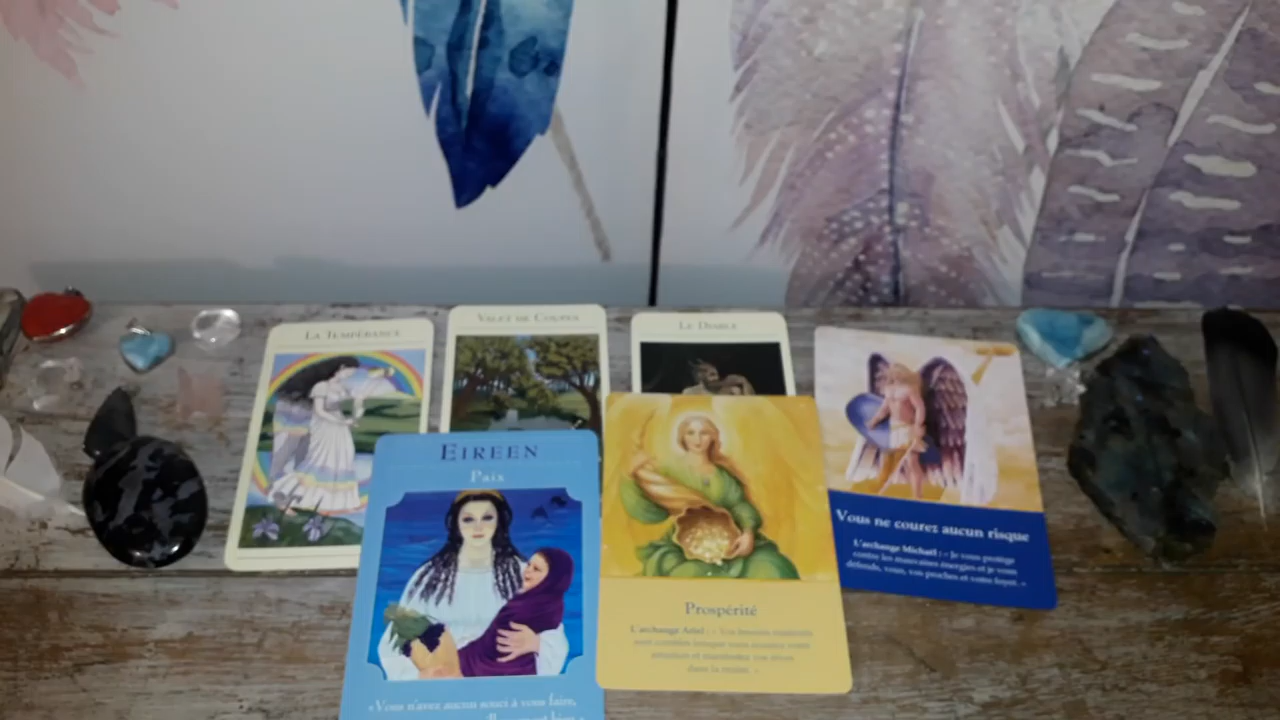 La Tempérance
Valet de Coupes
Le Diable
Eireen
Paix
« Vous n'avez aucun souci à vous faire,
Prospérité
L'archange Ariel : « Vos besoins matériels
sont comblés lorsque vous suivez votre
intuition et manifestez vos rêves
dans la réalité. »
Vous ne courez aucun risque
L'archange Michaël : « Je vous protège
contre les mauvaises énergies et je vous
défends, vous, vos proches et votre foyer. »